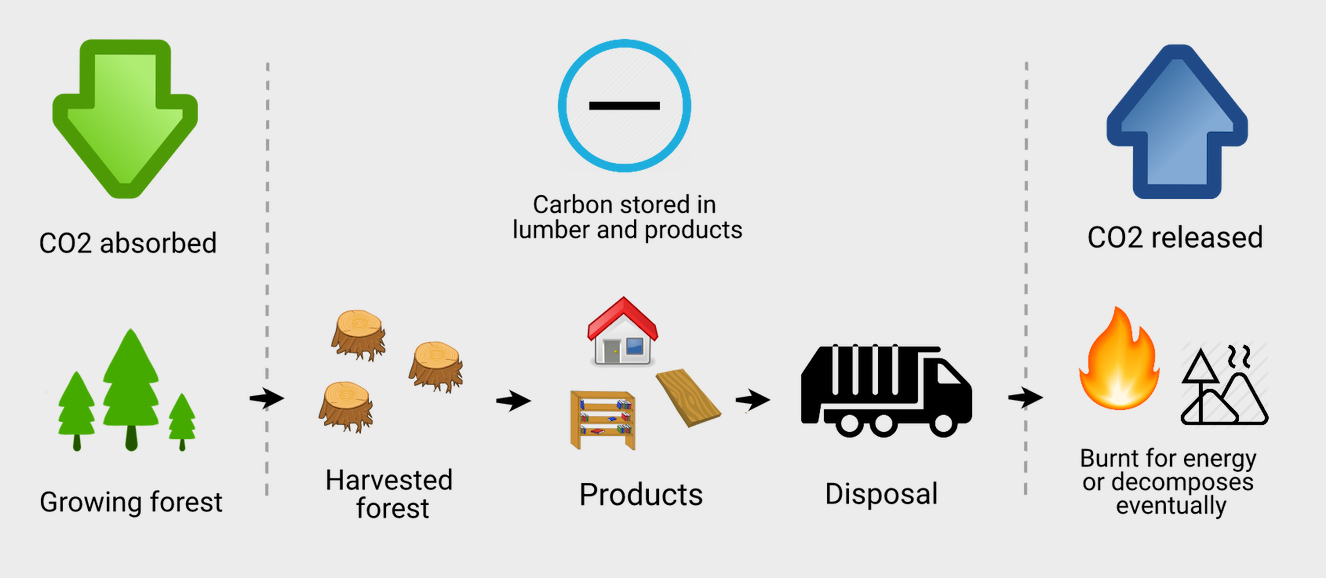 CO2 absorbed
Carbon stored in
lumber and products
CO2 released
Growing forest
Harvested
forest
Products
Disposal
Burnt for energy
or decomposes
eventually